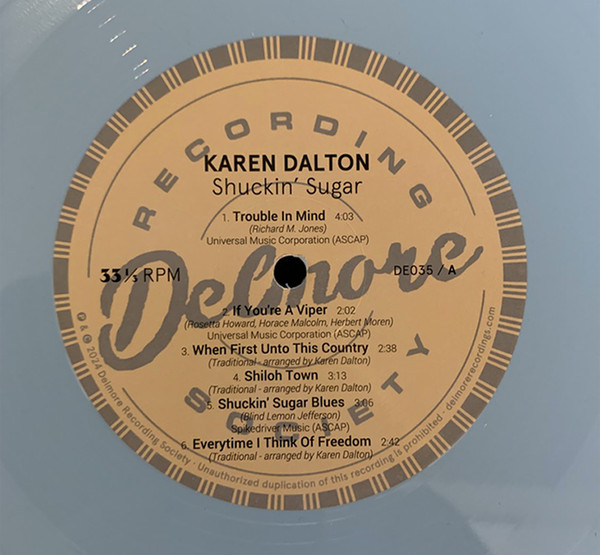 RECORDING
KAREN DALTON
Shuckin' Sugar
1. Trouble In Mind 4:03
(Richard M. Jones)
Universal Music Corporation (ASCAP)
Delmore
33 ⅓ RPM
DE035 / A
2. If You're A Viper 2:02
(Rosetta Howard, Horace Malcolm, Herbert Moren)
Universal Music Corporation (ASCAP)
3. When First Unto This Country 2:38
(Traditional - arranged by Karen Dalton)
4. Shiloh Town 3:13
(Traditional - arranged by Karen Dalton)
5. Shuckin' Sugar Blues 3:06
(Blind Lemon Jefferson)
Spikedriver Music (ASCAP)
6. Everytime I Think Of Freedom 2:42
(Traditional - arranged by Karen Dalton)
SOCIETY
℗ & © 2024 Delmore Recording Society · Unauthorized duplication of this recording is prohibited · delmorerecordings.com